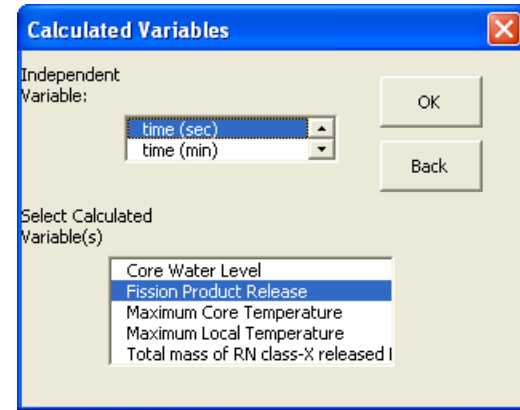 Calculated Variables
Independent
Variable:
time (sec)
time (min)
OK
Back
Select Calculated
Variable(s)
Core Water Level
Fission Product Release
Maximum Core Temperature
Maximum Local Temperature
Total mass of RN class-X released